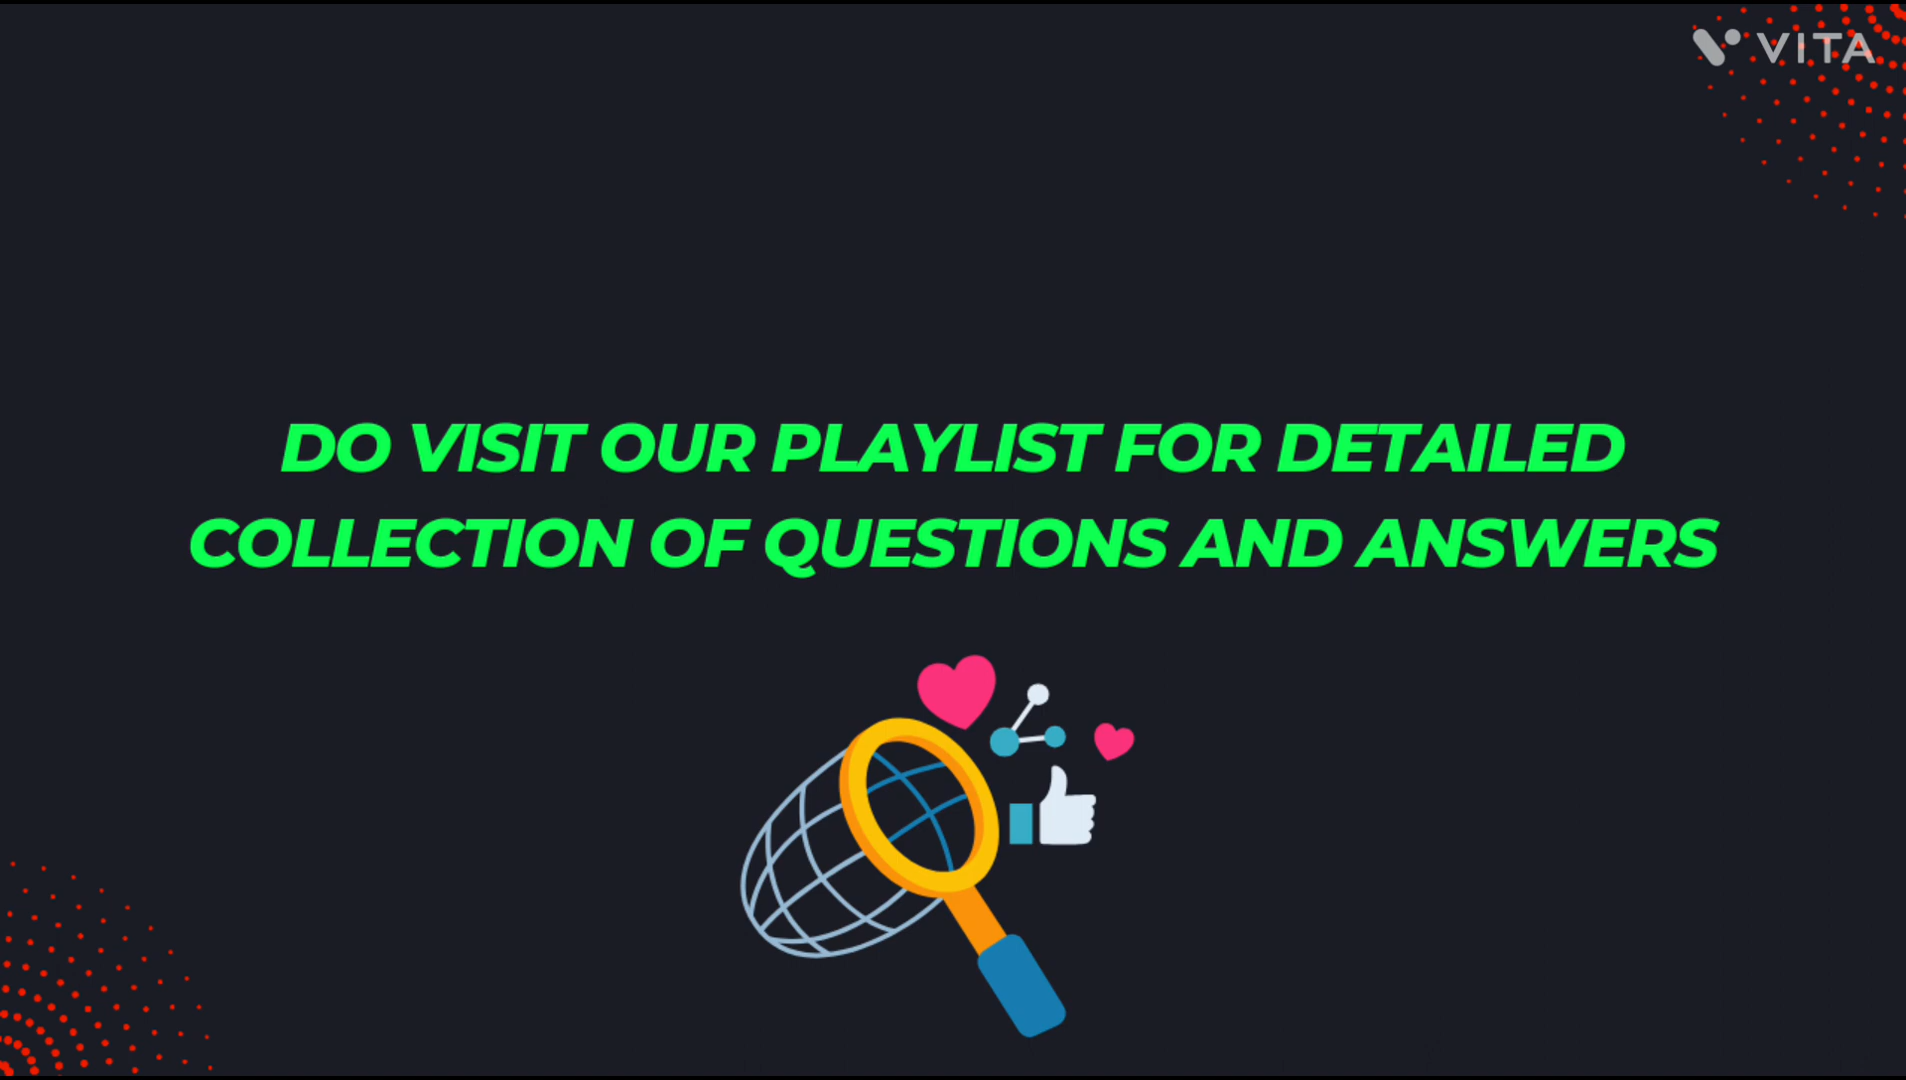 VITA
DO VISIT OUR PLAYLIST FOR DETAILED
COLLECTION OF QUESTIONS AND ANSWERS